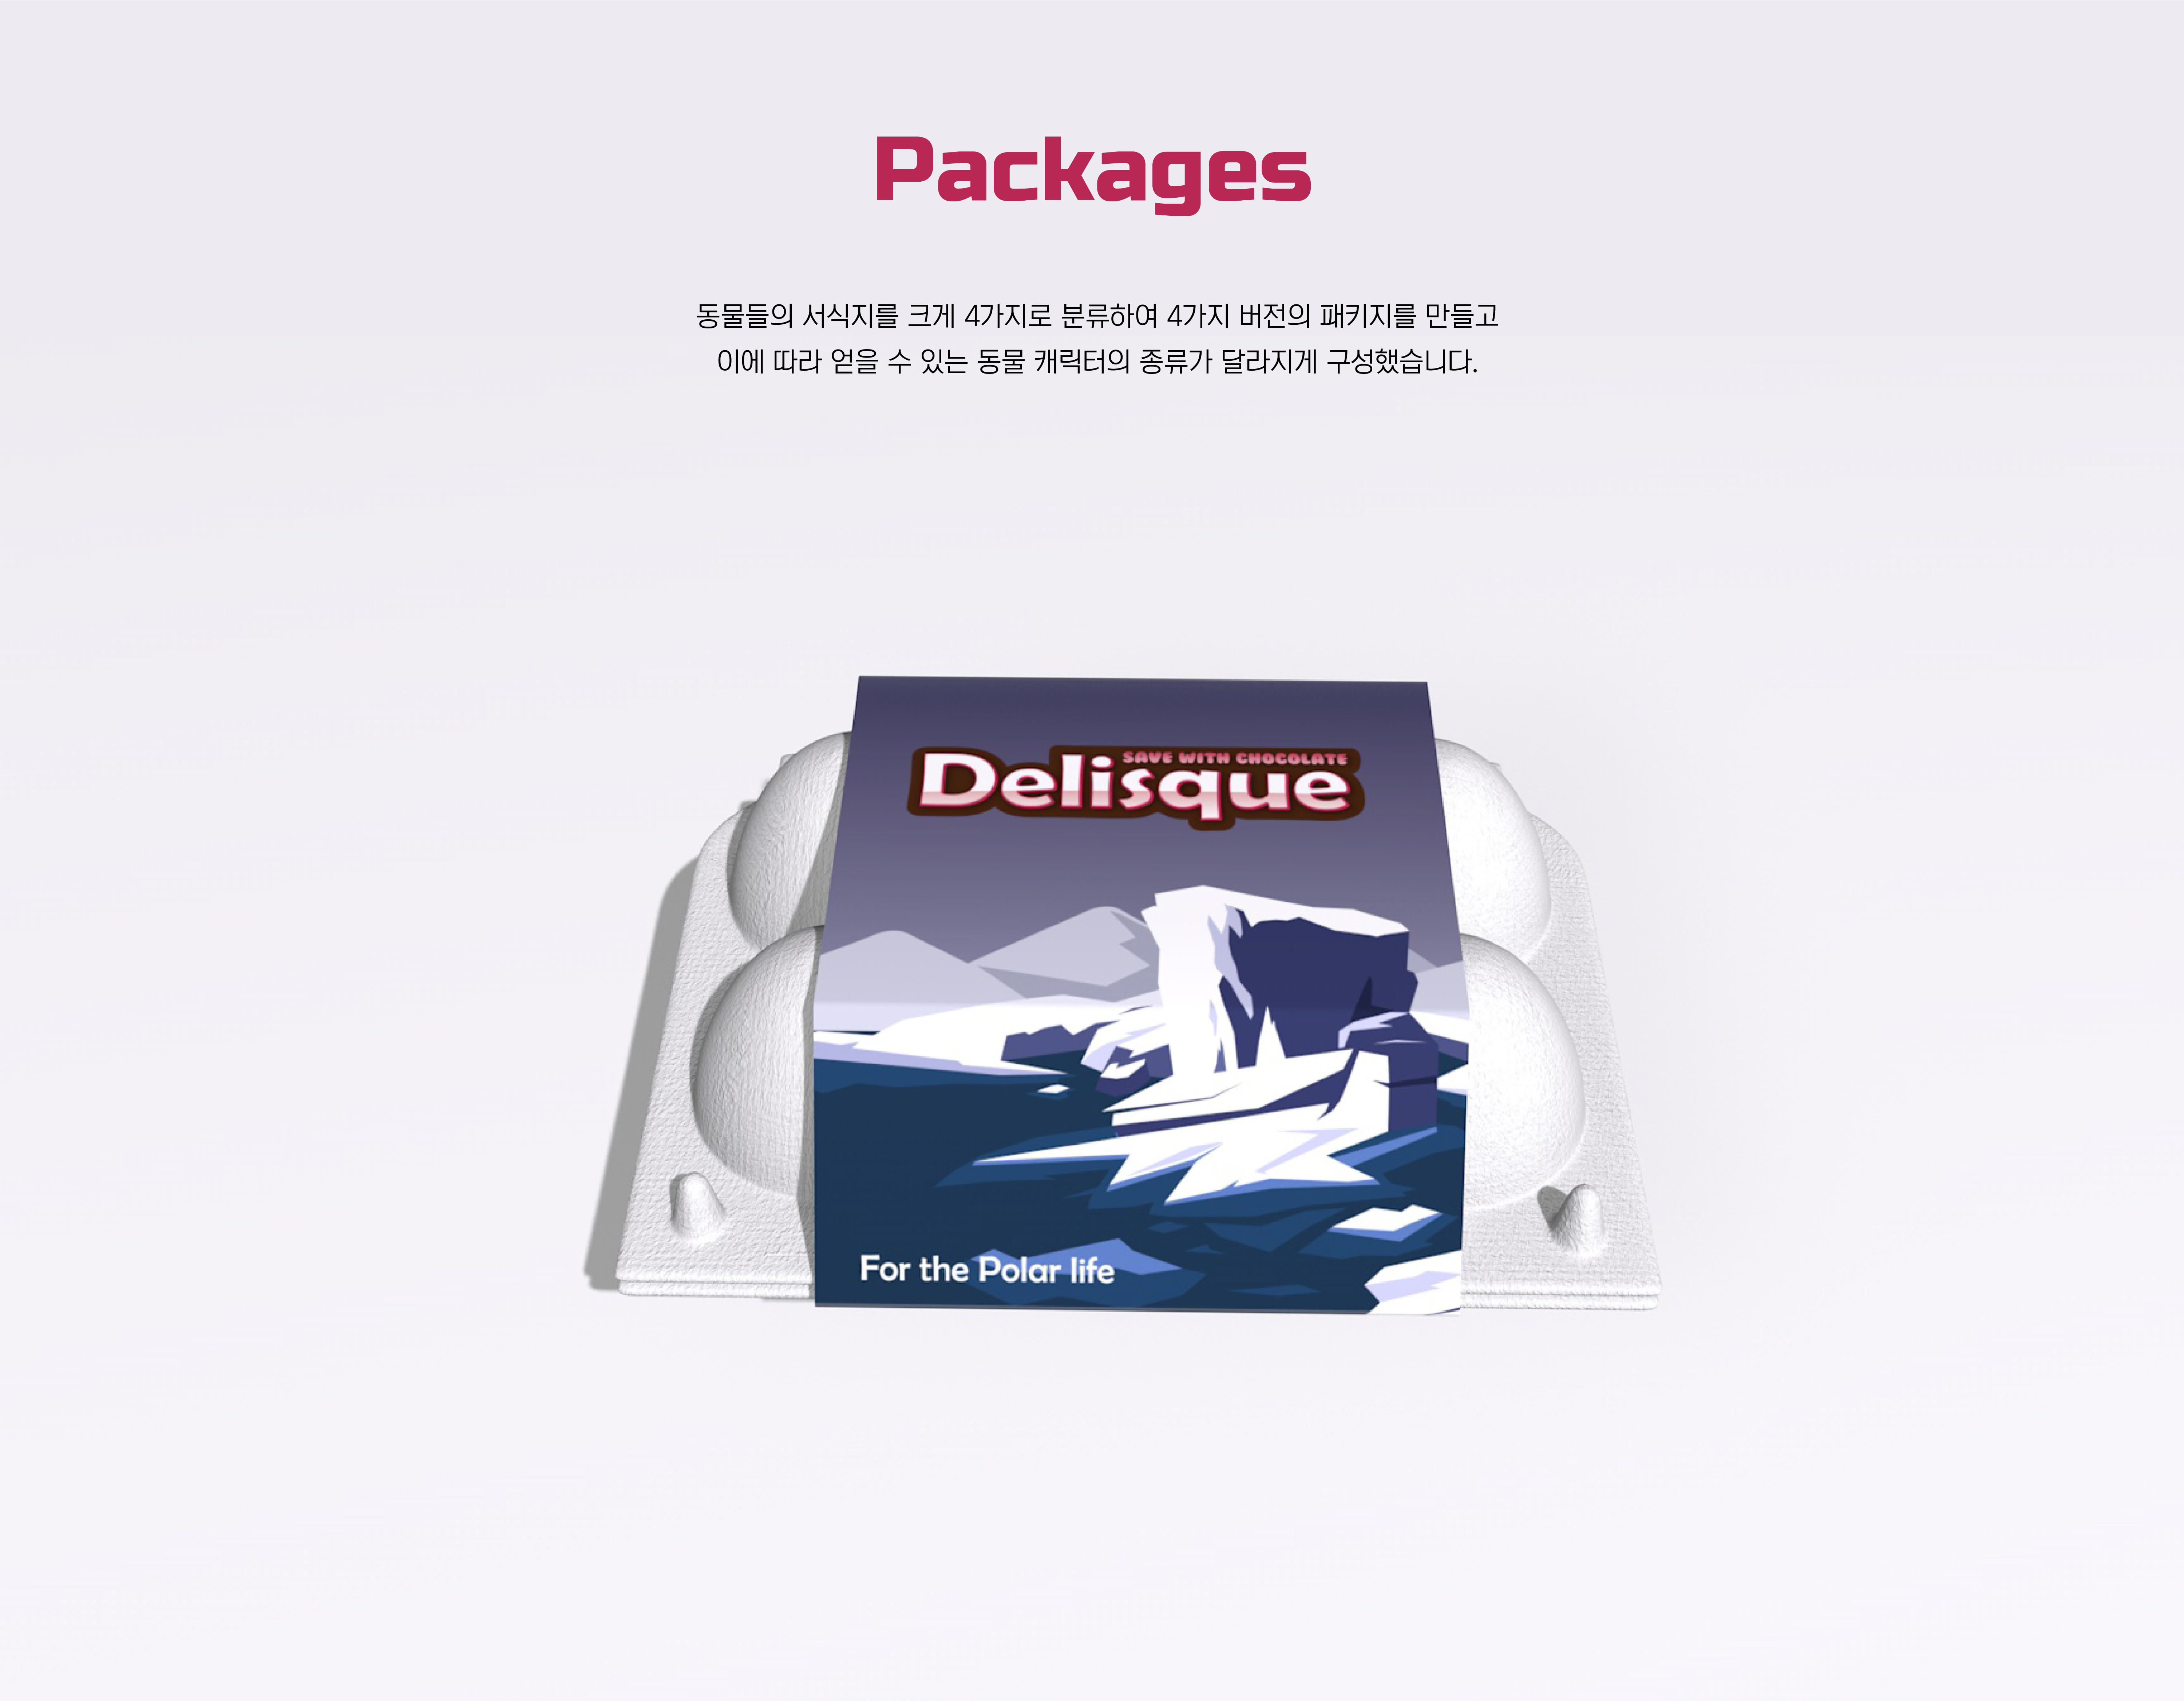 Packages
동물들의 서식지를 크게 4가지로 분류하여 4가지 버전의 패키지를 만들고
이에 따라 얻을 수 있는 동물 캐릭터의 종류가 달라지게 구성했습니다.
SAVE WITH CHOCOLATE
Delisque
For the Polar life